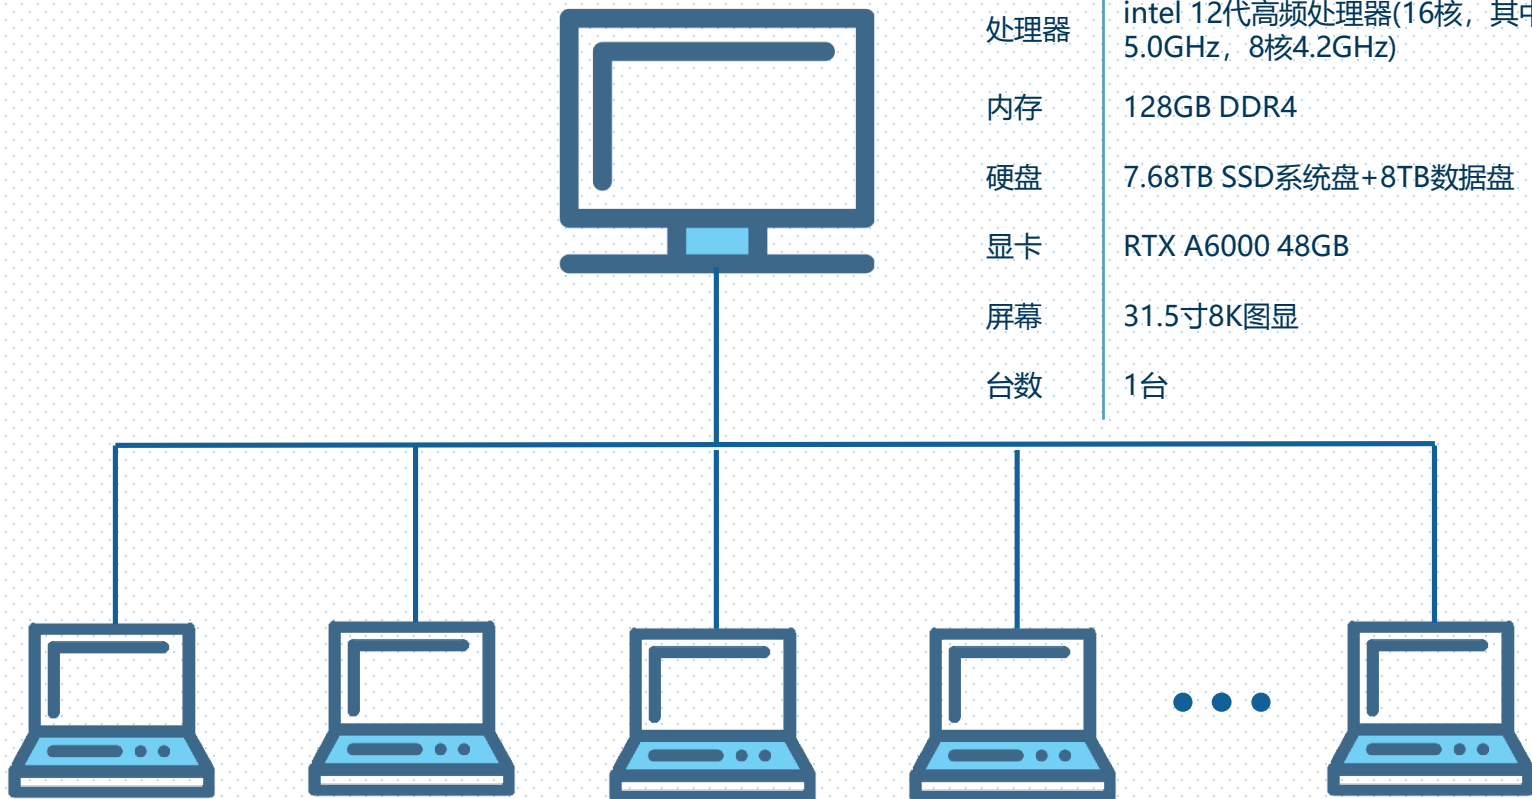 处理器
intel 12代高频处理器(16核，其中
5.0GHz，8核4.2GHz)
内存
128GB DDR4
硬盘
7.68TB SSD系统盘+8TB数据盘
显卡
RTX A6000 48GB
屏幕
31.5寸8K图显
台数
1台